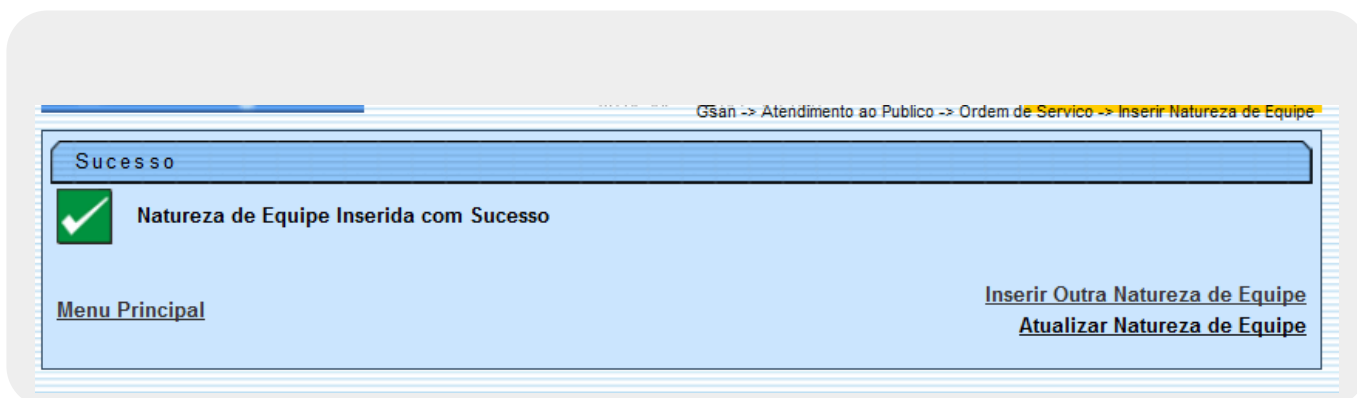 Gsan -> Atendimento ao Publico -> Ordem de Servico -> Inserir Natureza de Equipe
Sucesso
Natureza de Equipe Inserida com Sucesso
Inserir Outra Natureza de Equipe
Menu Principal
Atualizar Natureza de Equipe